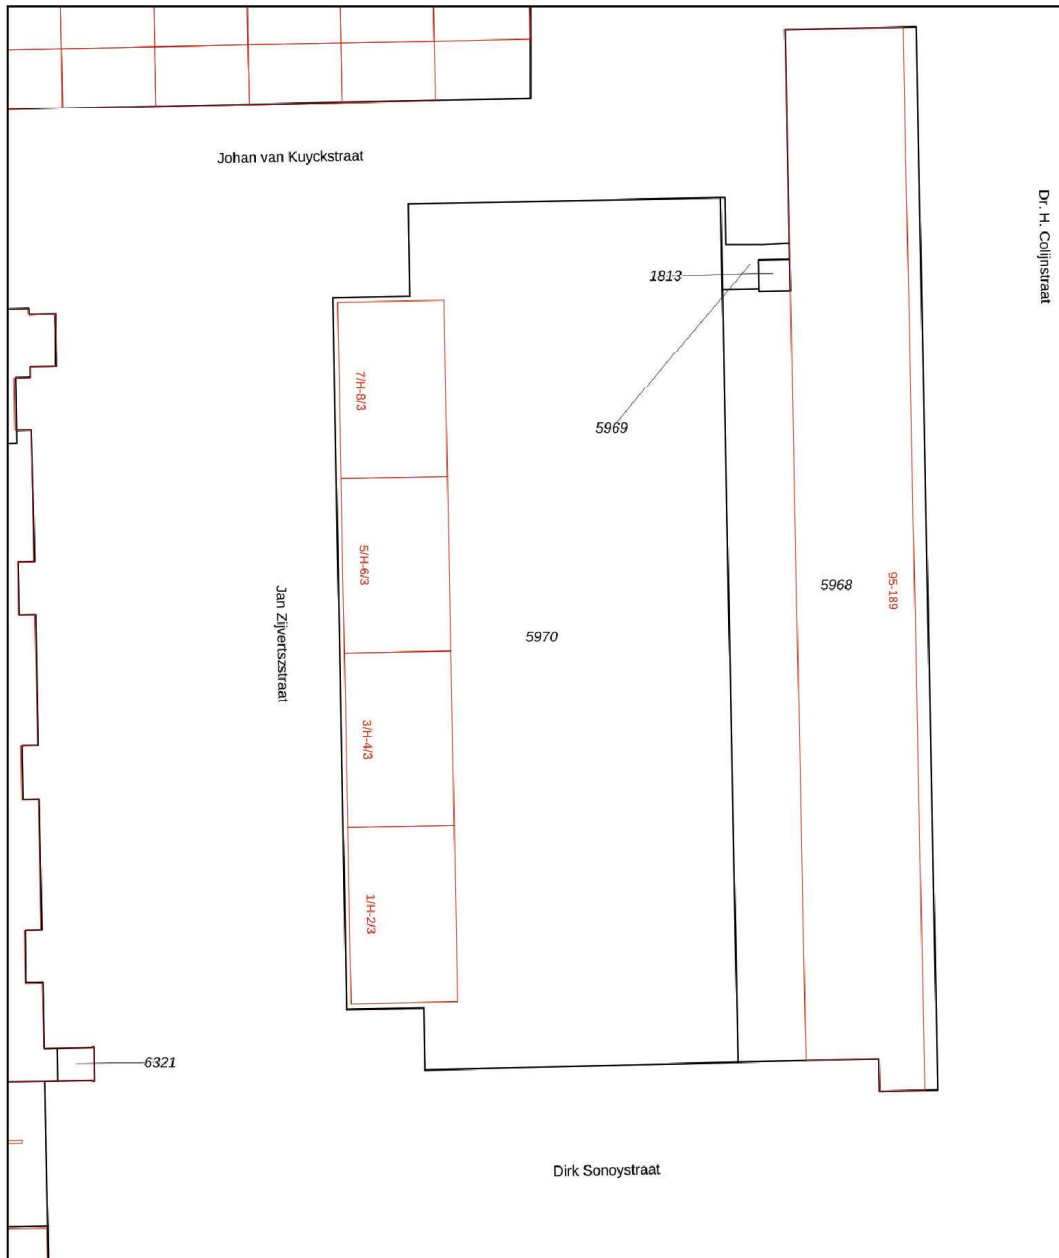 Johan van Kuyckstraat
Dr. H. Colijnstraat
1813
7/H-8/3
5969
5/H-6/3
5968
95-189
Jan Zijvertszstraat
5970
3/H-4/3
1/H-2/3
6321
Dirk Sonoystraat